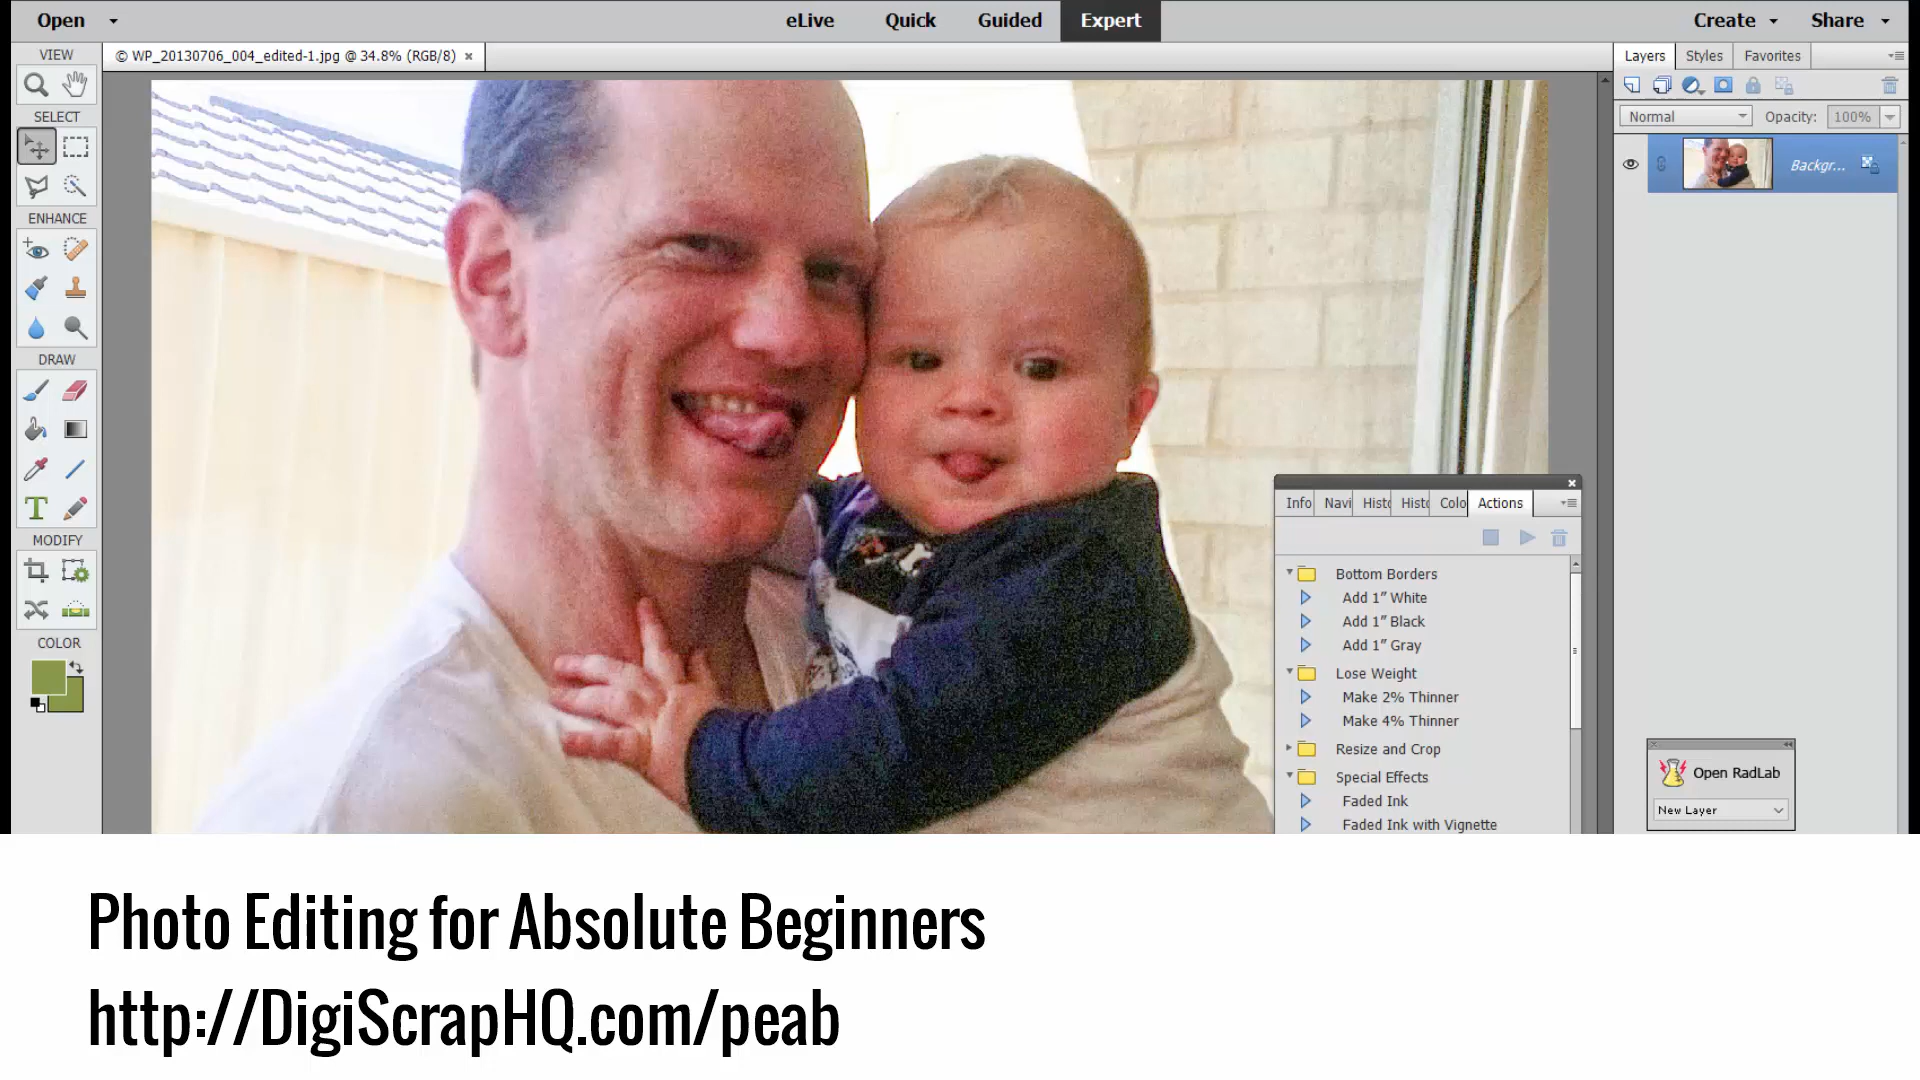 Open
eLive
Quick
Guided
Expert
Create
Share
VIEW
© WP_20130706_004_edited-1.jpg @ 34.8% (RGB/8) ×
Layers
Styles
Favorites
SELECT
Normal
Opacity:
100%
Backgr...
ENHANCE
DRAW
T
MODIFY
COLOR
Info
Navi
Histo
Histo
Colo
Actions
Bottom Borders
Add 1” White
Add 1” Black
Add 1” Gray
Lose Weight
Make 2% Thinner
Make 4% Thinner
Resize and Crop
Special Effects
Faded Ink
Faded Ink with Vignette
Open RadLab
New Layer
Photo Editing for Absolute Beginners
http://DigiScrapHQ.com/peab